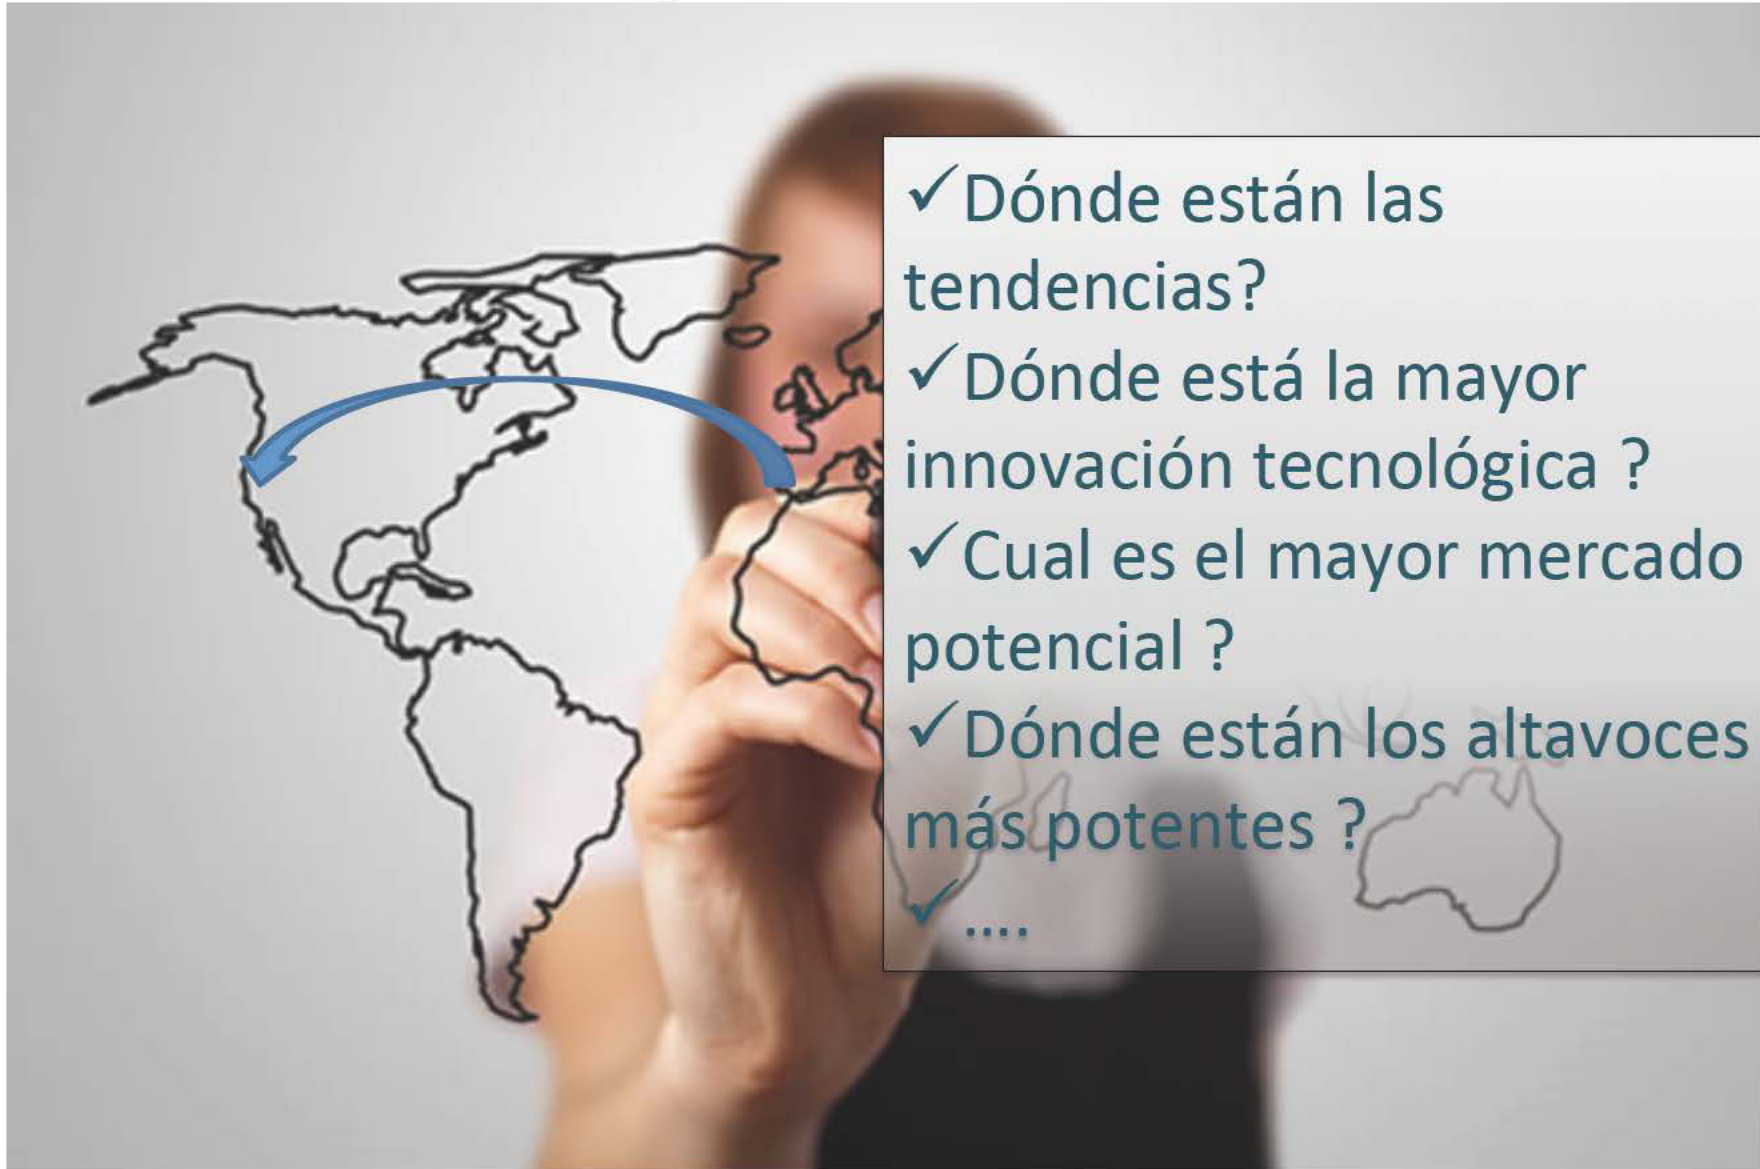 ✓Dónde están las
tendencias?
✓Dónde está la mayor
innovación tecnológica ?
✓Cual es el mayor mercado
potencial ?
✓Dónde están los altavoces
más potentes ?
✓....